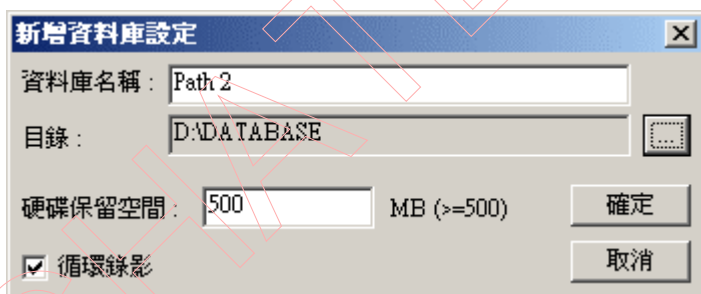 新增資料庫設定
資料庫名稱： Path 2
目錄： D:\DATABASE ...
硬碟保留空間： 500 MB (>=500) 確定
循環錄影 取消